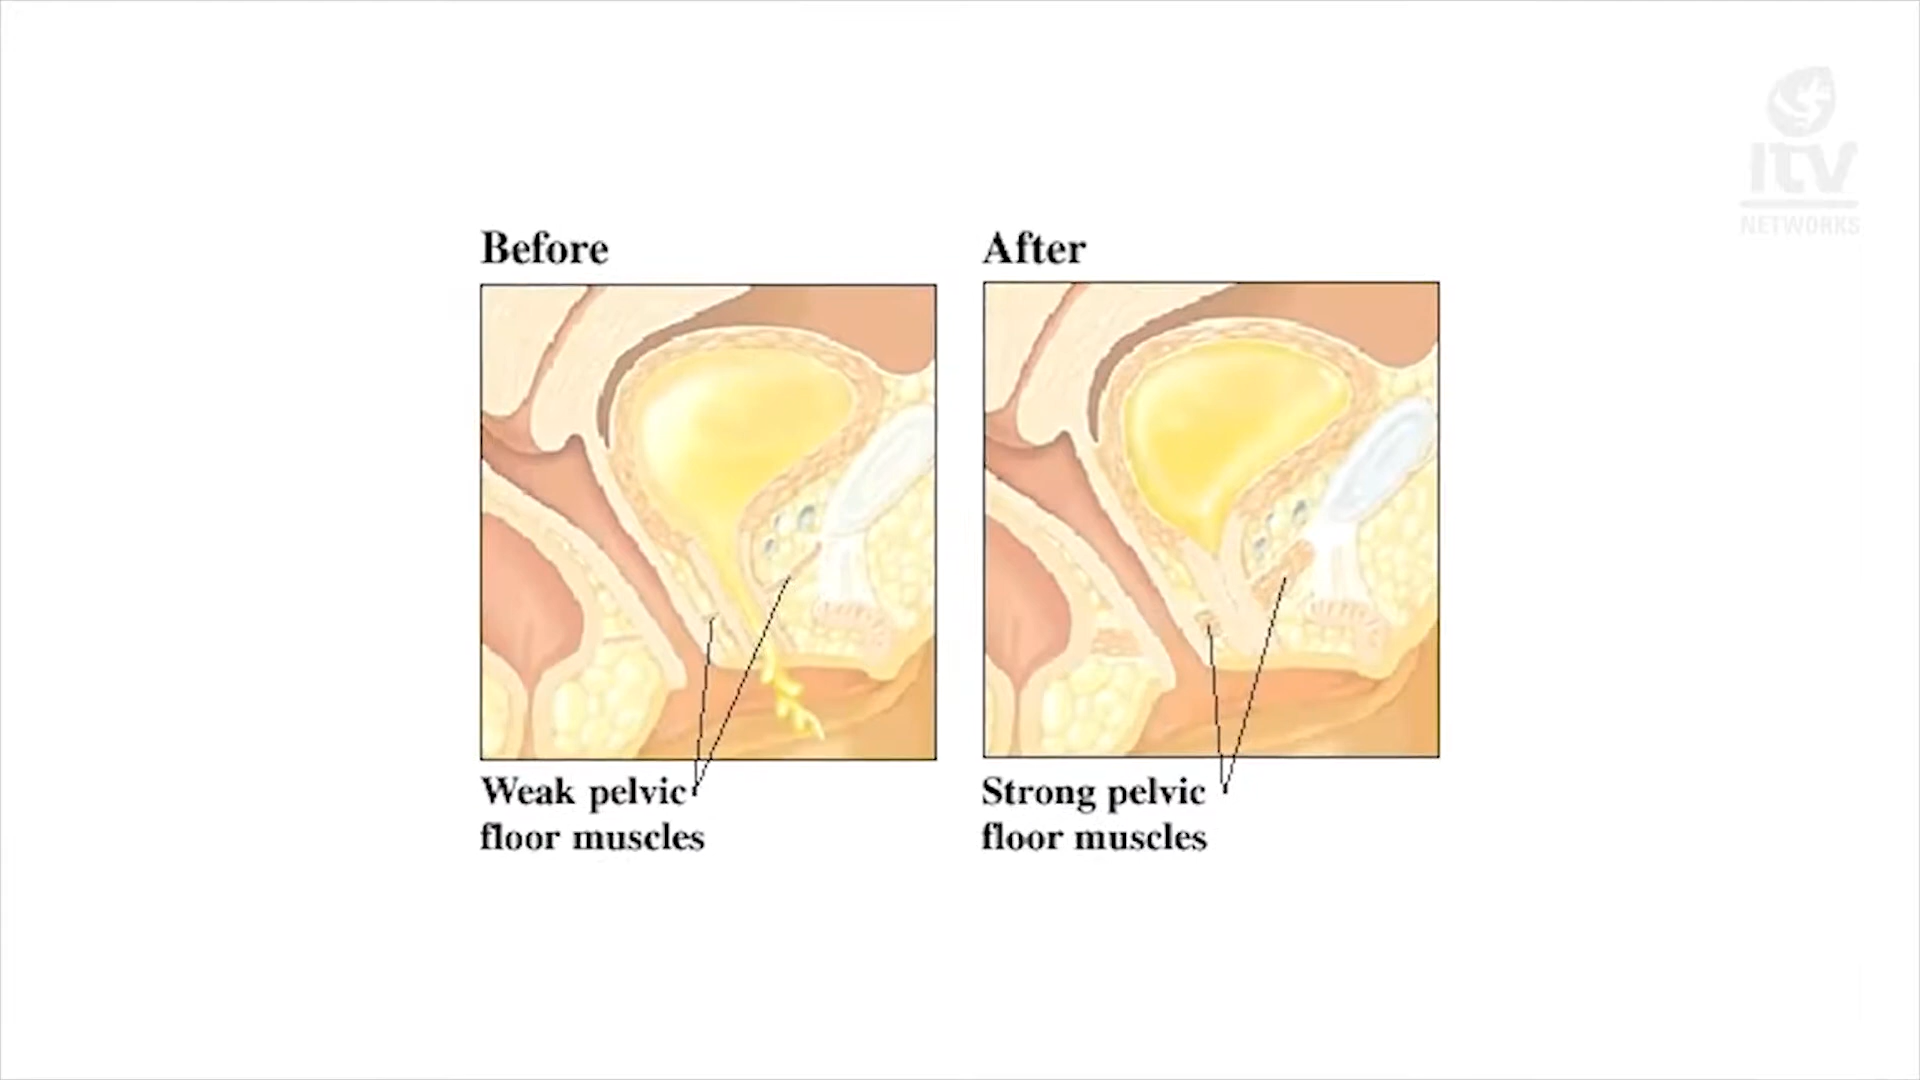 Before
After
Weak pelvic
floor muscles
Strong pelvic
floor muscles
ITV
NETWORKS